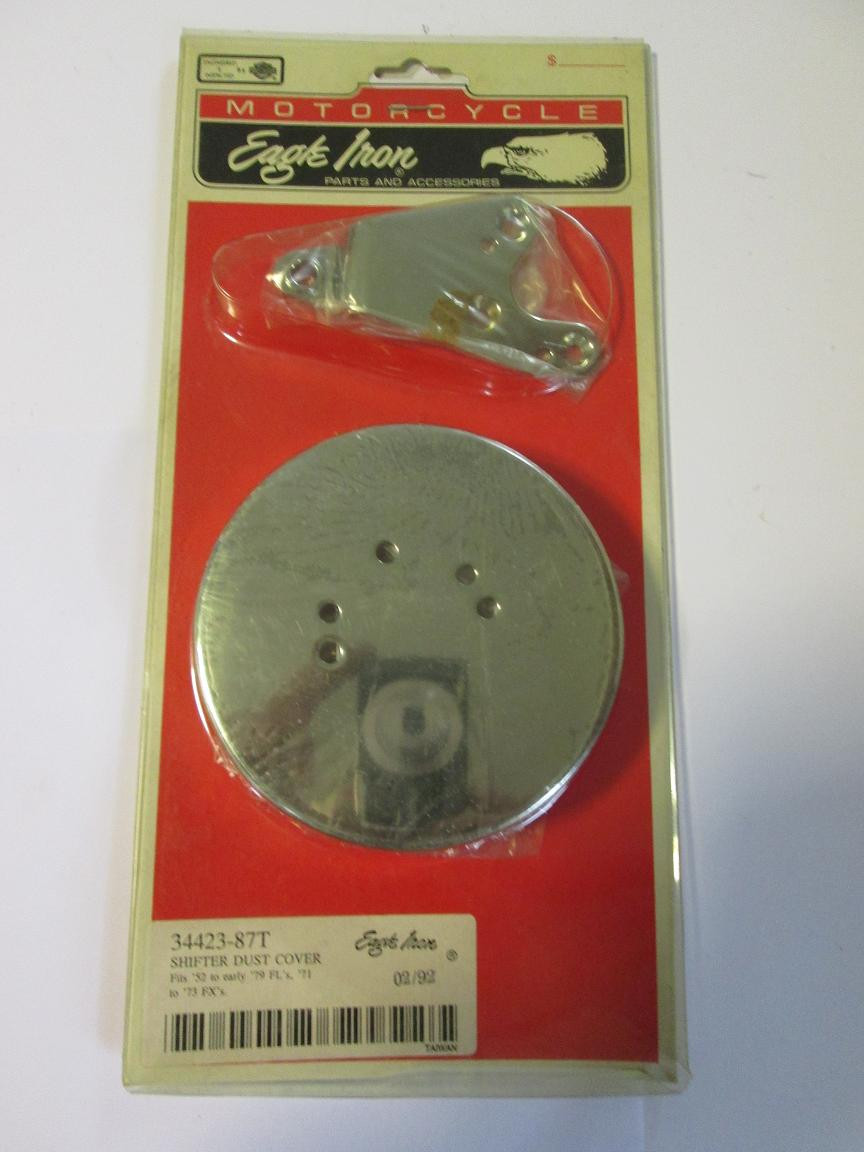 $
MOTORCYCLE
Eagle Iron ®
PARTS AND ACCESSORIES
34423-87T
Eagle Iron ®
SHIFTER DUST COVER
Fits '52 to early '79 FL's, '71
to '73 FX's.
02/92
TAIWAN